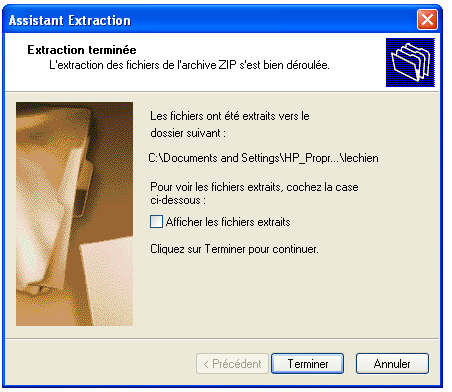 Assistant Extraction
Extraction terminée
L'extraction des fichiers de l'archive ZIP s'est bien déroulée.
Les fichiers ont été extraits vers le
dossier suivant :
C:\Documents and Settings\HP_Propr...\lechien
Pour voir les fichiers extraits, cochez la case
ci-dessous :
Afficher les fichiers extraits
Cliquez sur Terminer pour continuer.
< Précédent
Terminer
Annuler